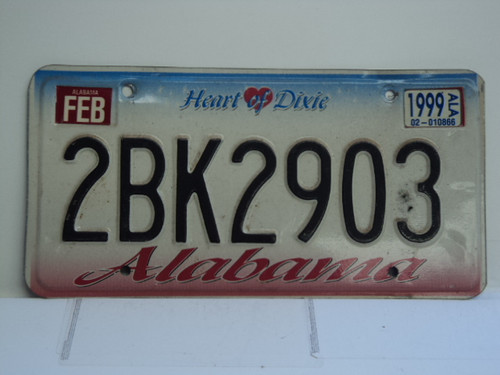 ALABAMA
FEB
Heart of Dixie
1999 ALA
02-010866
2BK2903
Alabama